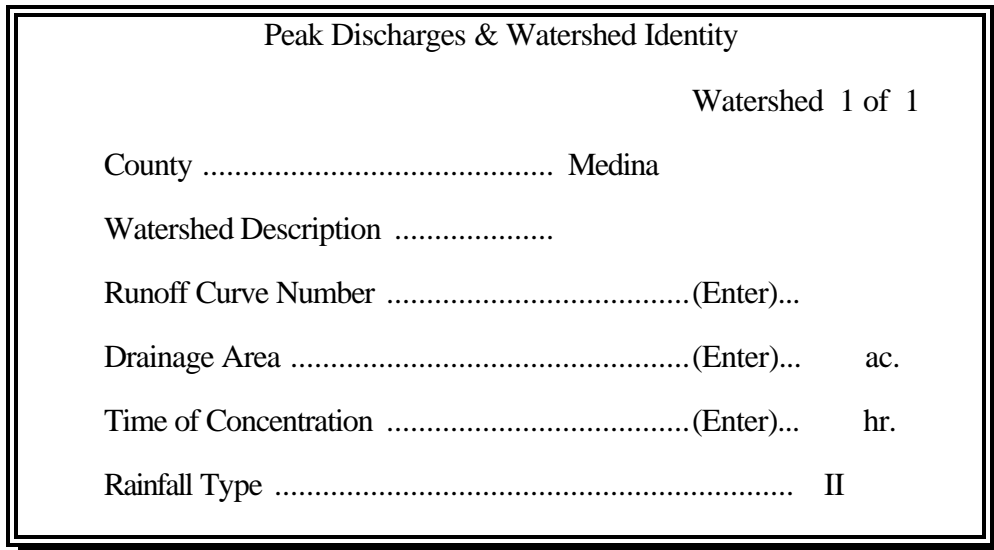 Peak Discharges & Watershed Identity
Watershed 1 of 1
County ............................................ Medina
Watershed Description ....................
Runoff Curve Number ......................................(Enter)...
Drainage Area ..................................................(Enter)... ac.
Time of Concentration ......................................(Enter)... hr.
Rainfall Type ................................................................. II